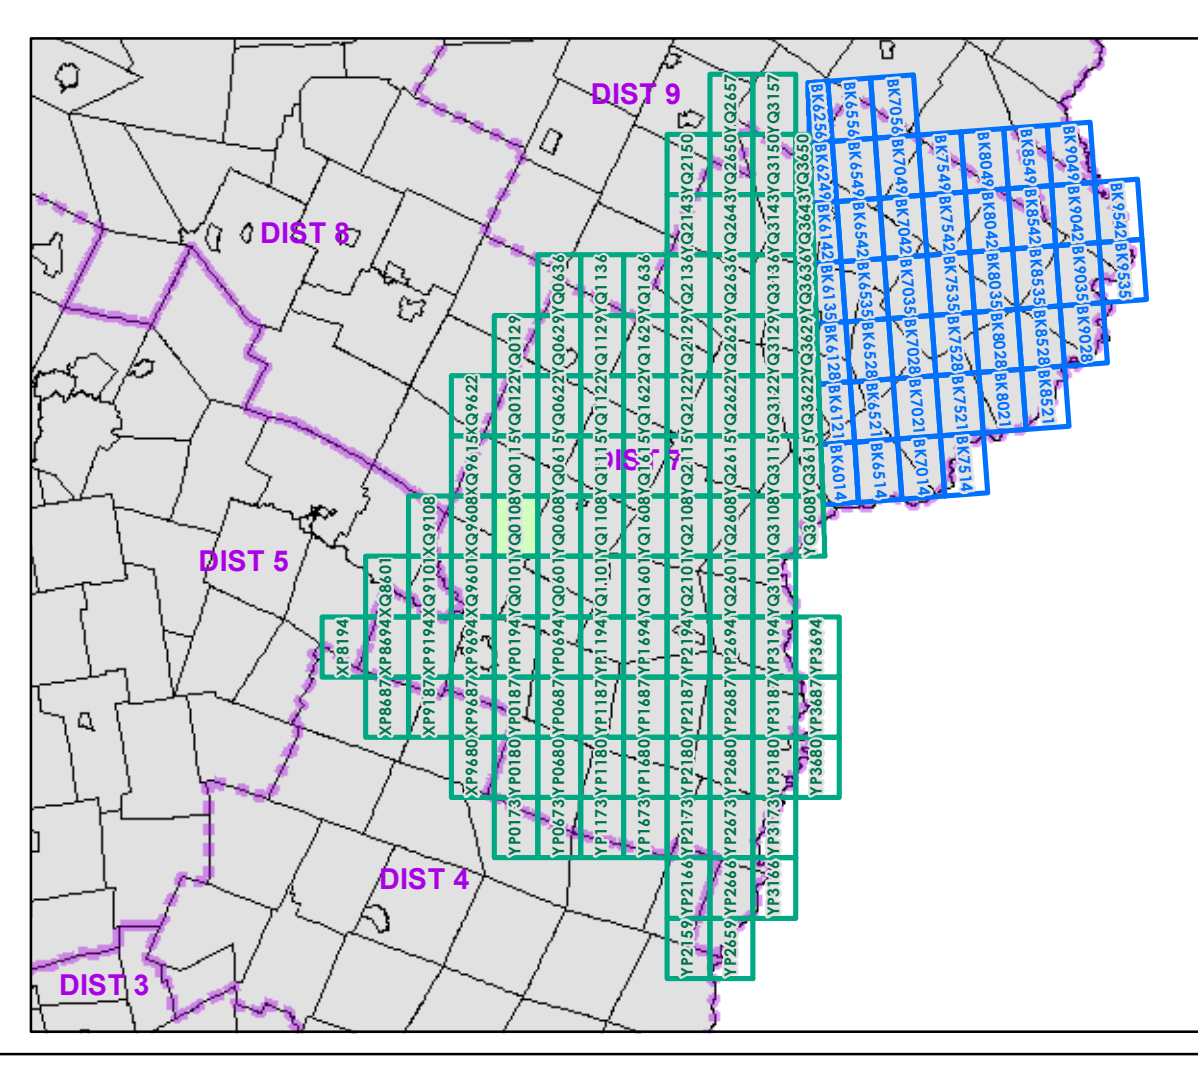 DIST 9
DIST 8
DIST 7
DIST 5
DIST 4
DIST 3
YQ2657 YQ3157
YQ2150 YQ2650 YQ3150 YQ3650
YQ2143 YQ2643 YQ3143 YQ3643
YQ0636 YQ1136 YQ1636 YQ2136 YQ2636 YQ3136 YQ3636
YQ0129 YQ0629 YQ1129 YQ1629 YQ2129 YQ2629 YQ3129 YQ3629
XQ9622 YQ0122 YQ0622 YQ1122 YQ1622 YQ2122 YQ2622 YQ3122 YQ3622
XQ9615 YQ0115 YQ0615 YQ1115 YQ1615 YQ2115 YQ2615 YQ3115 YQ3615
XQ9108 XQ9608 YQ0108 YQ0608 YQ1108 YQ1608 YQ2108 YQ2608 YQ3108 YQ3608
XQ8601 XQ9101 XQ9601 YQ0101 YQ0601 YQ1101 YQ1601 YQ2101 YQ2601 YQ3101
XP8194 XP8694 XP9194 XP9694 YP0194 YP0694 YP1194 YP1694 YP2194 YP2694 YP3194 YP3694
XP8687 XP9187 XP9687 YP0187 YP0687 YP1187 YP1687 YP2187 YP2687 YP3187 YP3687
XP9680 YP0180 YP0680 YP1180 YP1680 YP2180 YP2680 YP3180 YP3680
YP0173 YP0673 YP1173 YP1673 YP2173 YP2673 YP3173
YP2166 YP2666 YP3166
YP2159 YP2659
BK6256 BK6556 BK7056
BK6249 BK6549 BK7049 BK7549 BK8049 BK8549 BK9049
BK6142 BK6542 BK7042 BK7542 BK8042 BK8542 BK9042 BK9542
BK6135 BK6535 BK7035 BK7535 BK8035 BK8535 BK9035 BK9535
BK6128 BK6528 BK7028 BK7528 BK8028 BK8528 BK9028
BK6121 BK6521 BK7021 BK7521 BK8021 BK8521
BK6014 BK6514 BK7014 BK7514